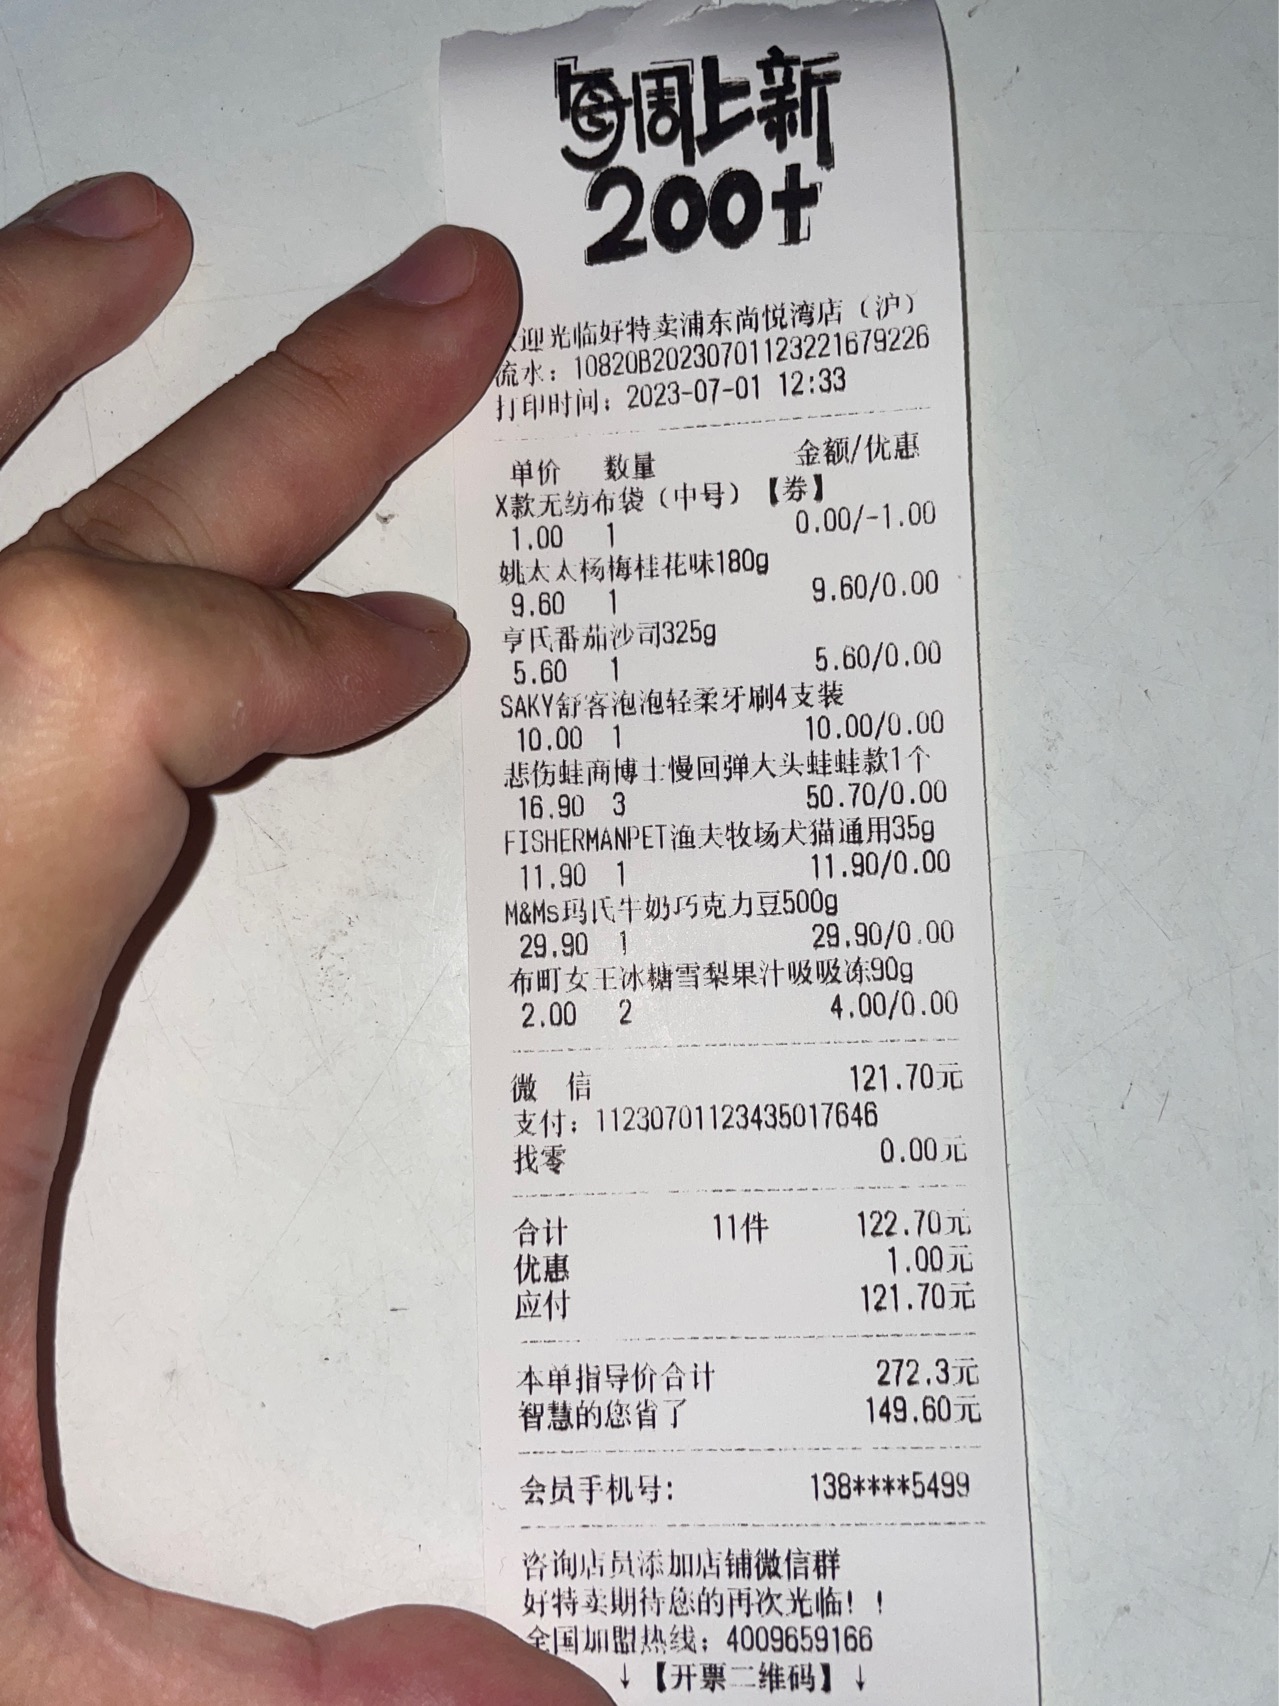 每周上新
200+
迎光临好特卖浦东尚悦湾店（沪）
流水：10820B20230701123221679226
打印时间：2023-07-01 12:33
单价 数量 金额/优惠
X款无纺布袋（中号）【券】
1.00 1 0.00/-1.00
姚太太杨梅桂花味180g
9.60 1 9.60/0.00
亨氏番茄沙司325g
5.60 1 5.60/0.00
SAKY舒客泡泡轻柔牙刷4支装
10.00 1 10.00/0.00
悲伤蛙商博士慢回弹大头蛙蛙款1个
16.90 3 50.70/0.00
FISHERMANPET渔夫牧场犬猫通用35g
11.90 1 11.90/0.00
M&Ms玛氏牛奶巧克力豆500g
29.90 1 29.90/0.00
布町女王冰糖雪梨果汁吸吸冻90g
2.00 2 4.00/0.00
微 信 121.70元
支付：11230701123435017646
找零 0.00元
合计 11件 122.70元
优惠 1.00元
应付 121.70元
本单指导价合计 272.3元
智慧的您省了 149.60元
会员手机号: 138****5499
咨询店员添加店铺微信群
好特卖期待您的再次光临！！
全国加盟热线：4009659166
↓【开票二维码】↓